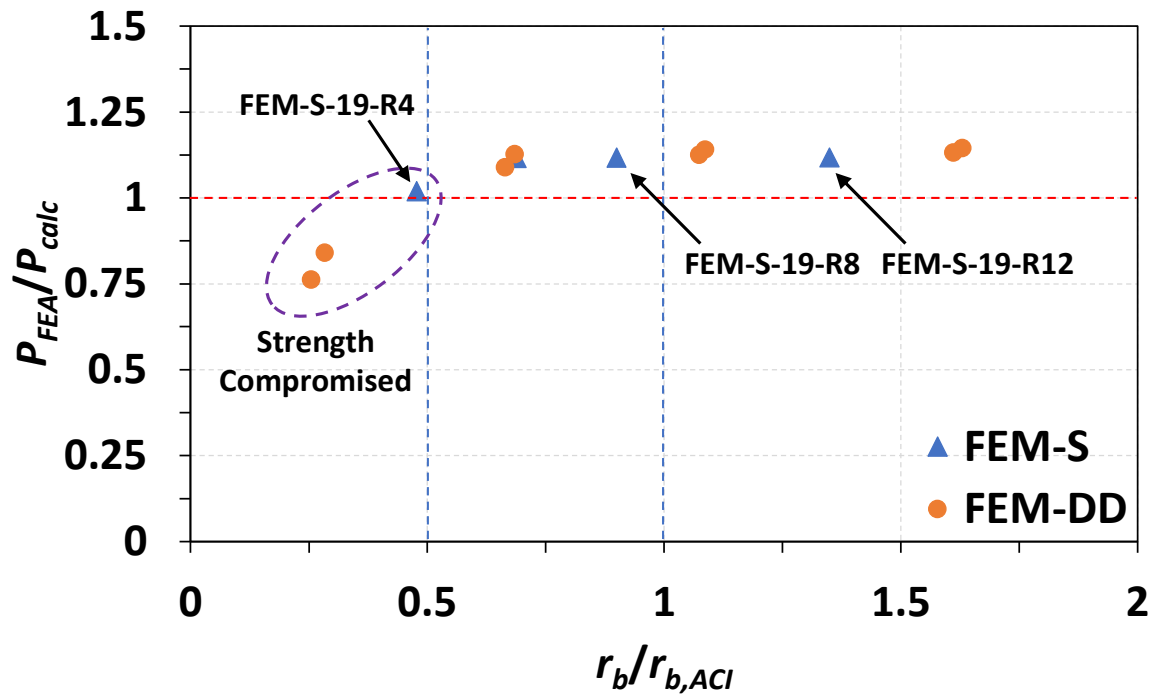 1.5
1.25
1
0.75
0.5
0.25
0
P_FEA/P_calc
FEM-S-19-R4
FEM-S-19-R8
FEM-S-19-R12
Strength
Compromised
FEM-S
FEM-DD
0
0.5
1
1.5
2
r_b/r_b,ACI